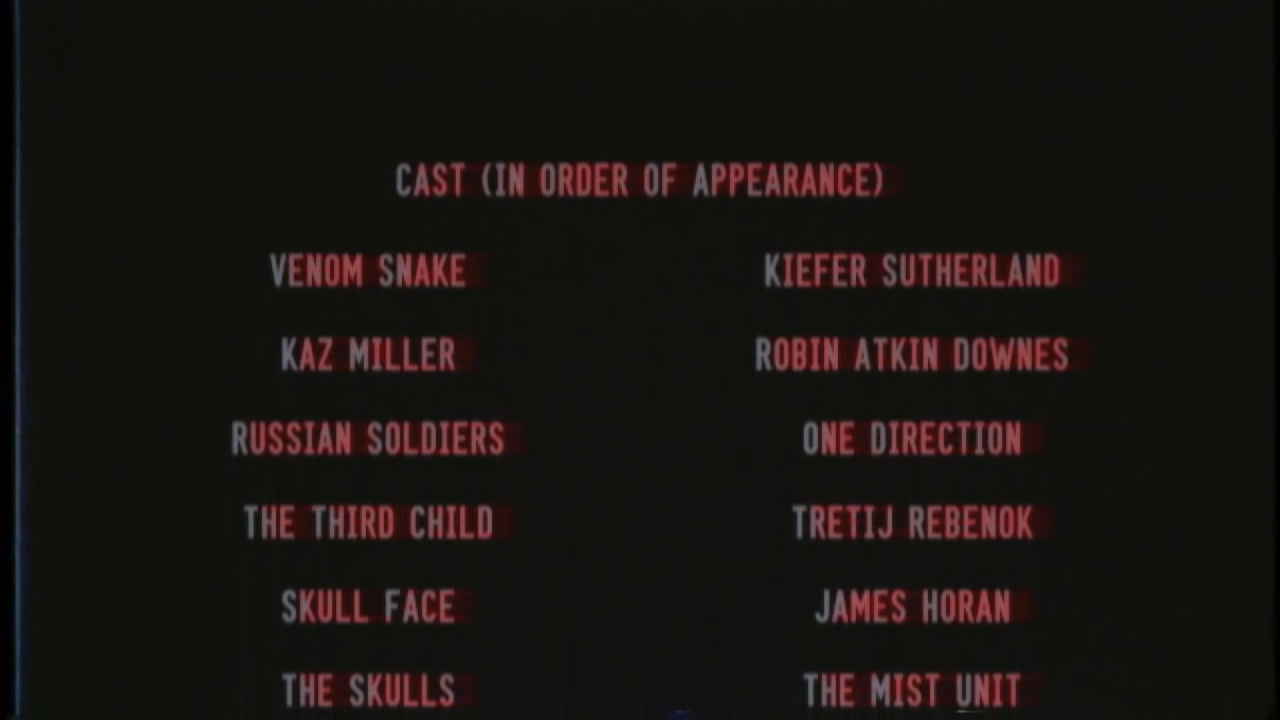 CAST (IN ORDER OF APPEARANCE)
VENOM SNAKE KIEFER SUTHERLAND
KAZ MILLER ROBIN ATKIN DOWNES
RUSSIAN SOLDIERS ONE DIRECTION
THE THIRD CHILD TRETIJ REBENOK
SKULL FACE JAMES HORAN
THE SKULLS THE MIST UNIT